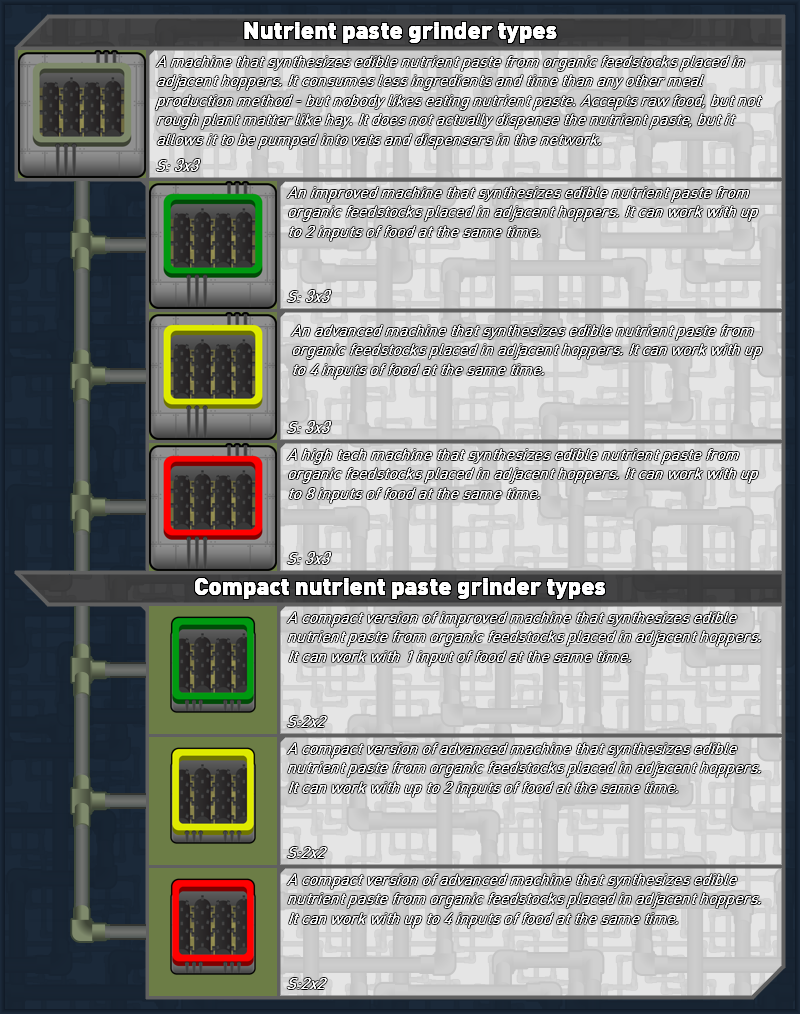 Nutrient paste grinder types
A machine that synthesizes edible nutrient paste from organic feedstocks placed in
adjacent hoppers. It consumes less ingredients and time than any other meal
production method - but nobody likes eating nutrient paste. Accepts raw food, but not
rough plant matter like hay. It does not actually dispense the nutrient paste, but it
allows it to be pumped into vats and dispensers in the network.
S: 3x3
An improved machine that synthesizes edible nutrient paste from
organic feedstocks placed in adjacent hoppers. It can work with up
to 2 inputs of food at the same time.
S: 3x3
An advanced machine that synthesizes edible nutrient paste from
organic feedstocks placed in adjacent hoppers. It can work with up
to 4 inputs of food at the same time.
S: 3x3
A high tech machine that synthesizes edible nutrient paste from
organic feedstocks placed in adjacent hoppers. It can work with up
to 8 inputs of food at the same time.
S: 3x3
Compact nutrient paste grinder types
A compact version of improved machine that synthesizes edible
nutrient paste from organic feedstocks placed in adjacent hoppers.
It can work with 1 input of food at the same time.
S:2x2
A compact version of advanced machine that synthesizes edible
nutrient paste from organic feedstocks placed in adjacent hoppers.
It can work with up to 2 inputs of food at the same time.
S:2x2
A compact version of advanced machine that synthesizes edible
nutrient paste from organic feedstocks placed in adjacent hoppers.
It can work with up to 4 inputs of food at the same time.
S:2x2